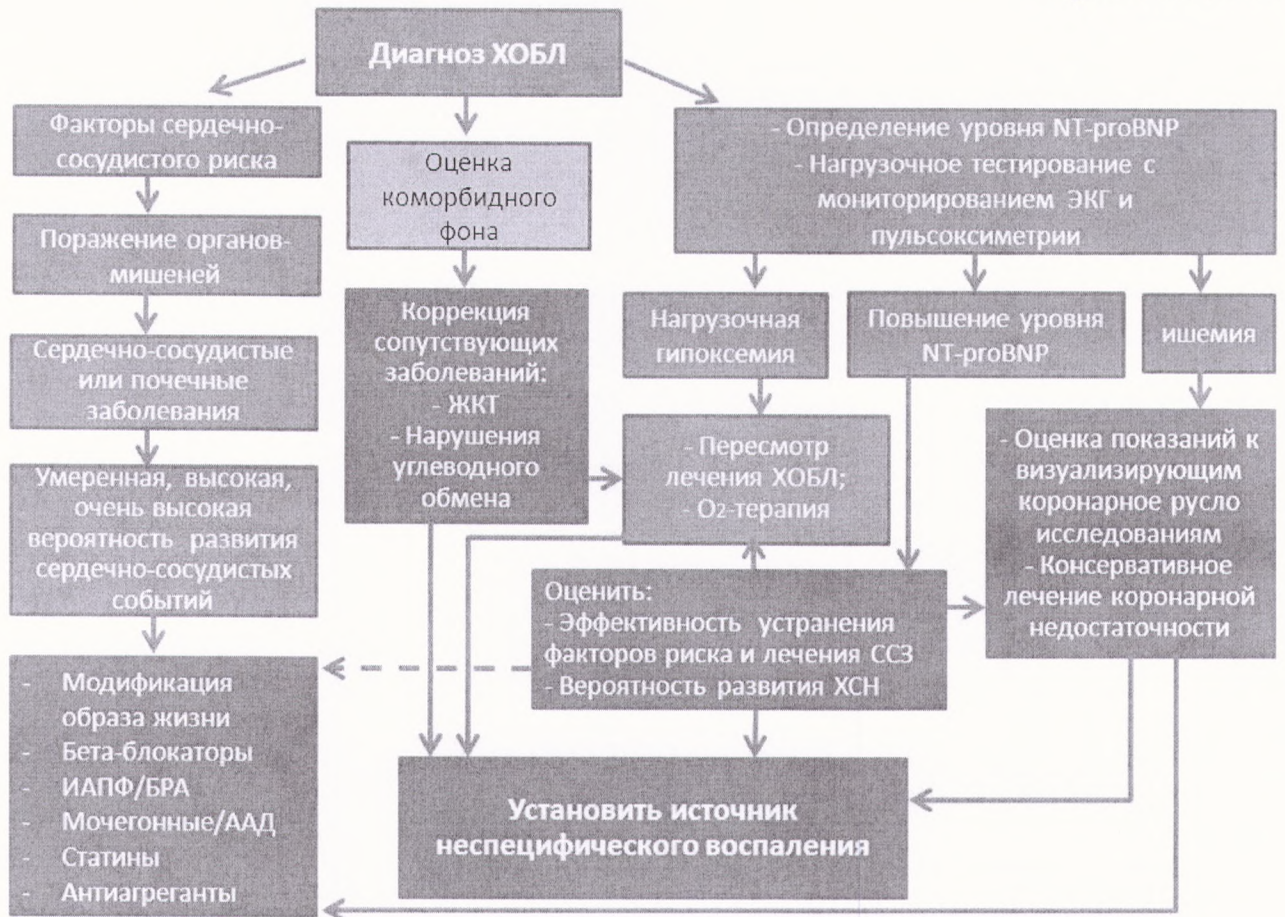 Диагноз ХОБЛ
Факторы сердечно-
сосудистого риска
Поражение органов-
мишеней
Сердечно-сосудистые
или почечные
заболевания
Умеренная, высокая,
очень высокая
вероятность развития
сердечно-сосудистых
событий
- Модификация
образа жизни
- Бета-блокаторы
- ИАПФ/БРА
- Мочегонные/ААД
- Статины
- Антиагреганты
Оценка
коморбидного
фона
Коррекция
сопутствующих
заболеваний:
- ЖКТ
- Нарушения
углеводного
обмена
- Определение уровня NT-proBNP
- Нагрузочное тестирование с
мониторированием ЭКГ и
пульсоксиметрии
Нагрузочная
гипоксемия
Повышение уровня
NT-proBNP
ишемия
- Пересмотр
лечения ХОБЛ;
- О2-терапия
- Оценка показаний к
визуализирующим
коронарное русло
исследованиям
- Консервативное
лечение коронарной
недостаточности
Оценить:
- Эффективность устранения
факторов риска и лечения ССЗ
- Вероятность развития ХСН
Установить источник
неспецифического воспаления